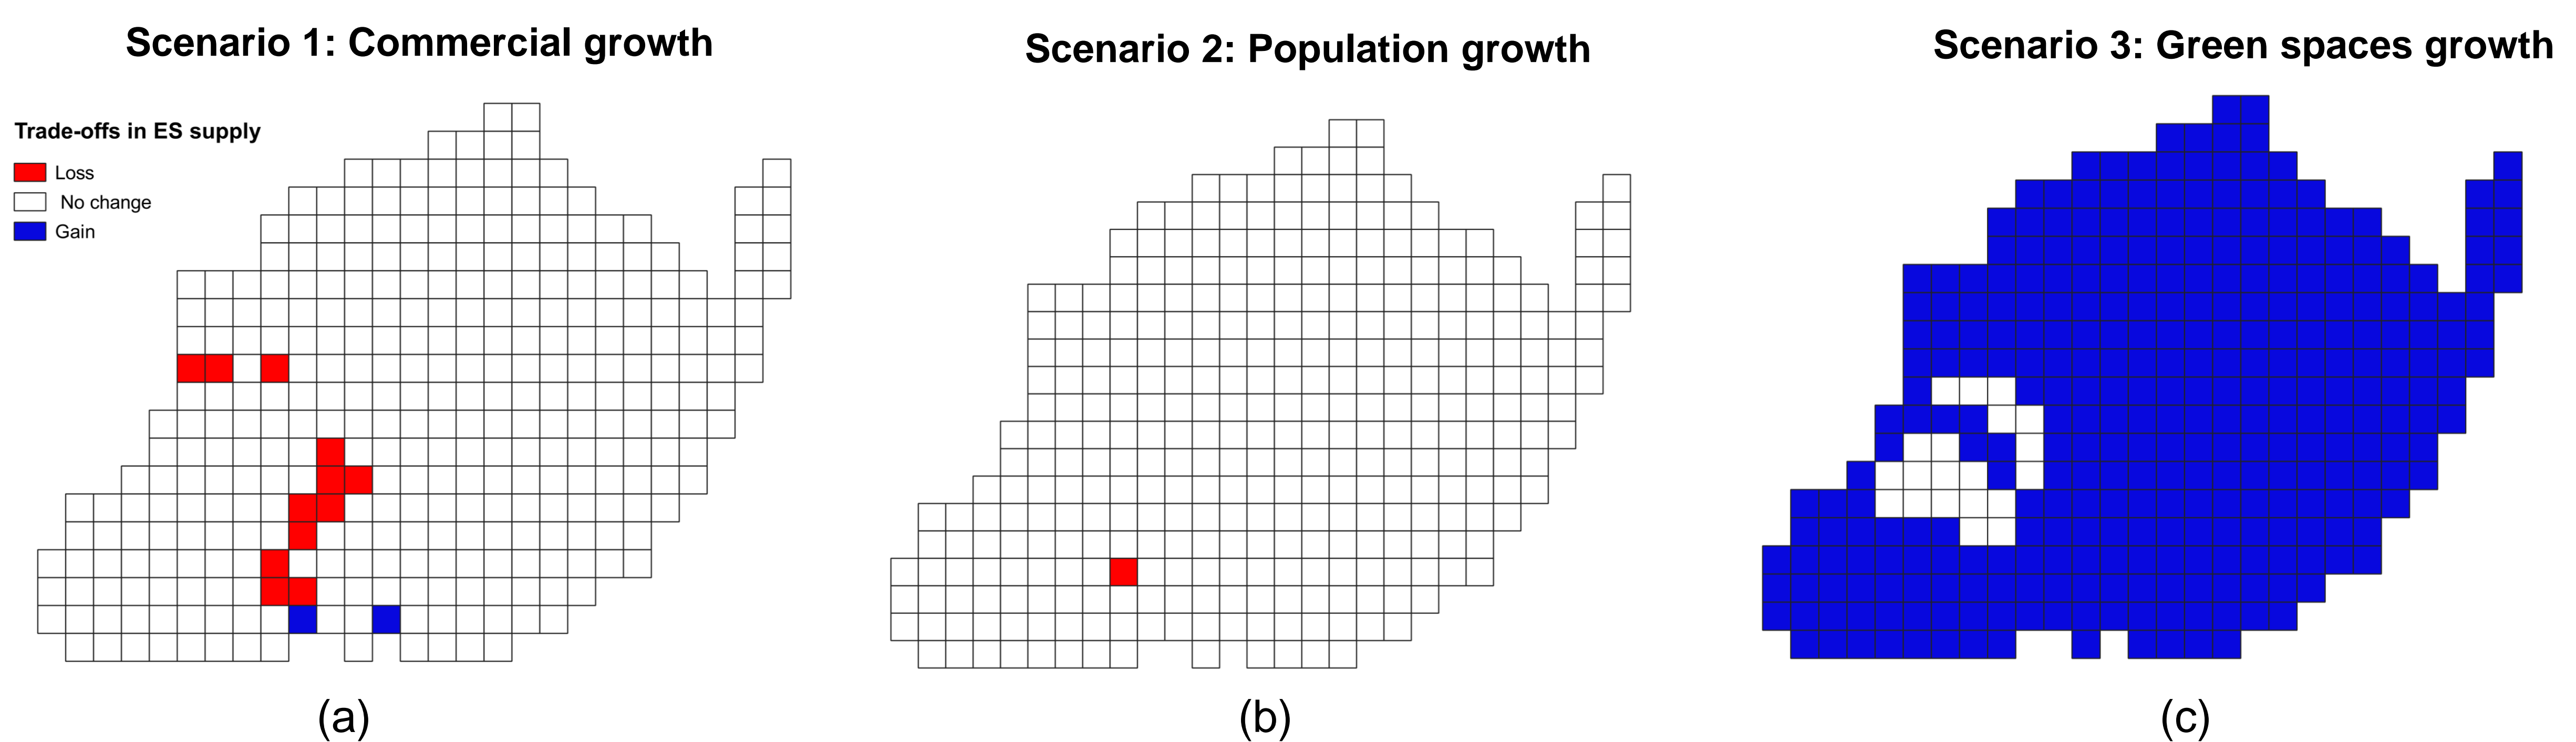 Scenario 1: Commercial growth
Scenario 2: Population growth
Scenario 3: Green spaces growth
Trade-offs in ES supply
Loss
No change
Gain
(a)
(b)
(c)